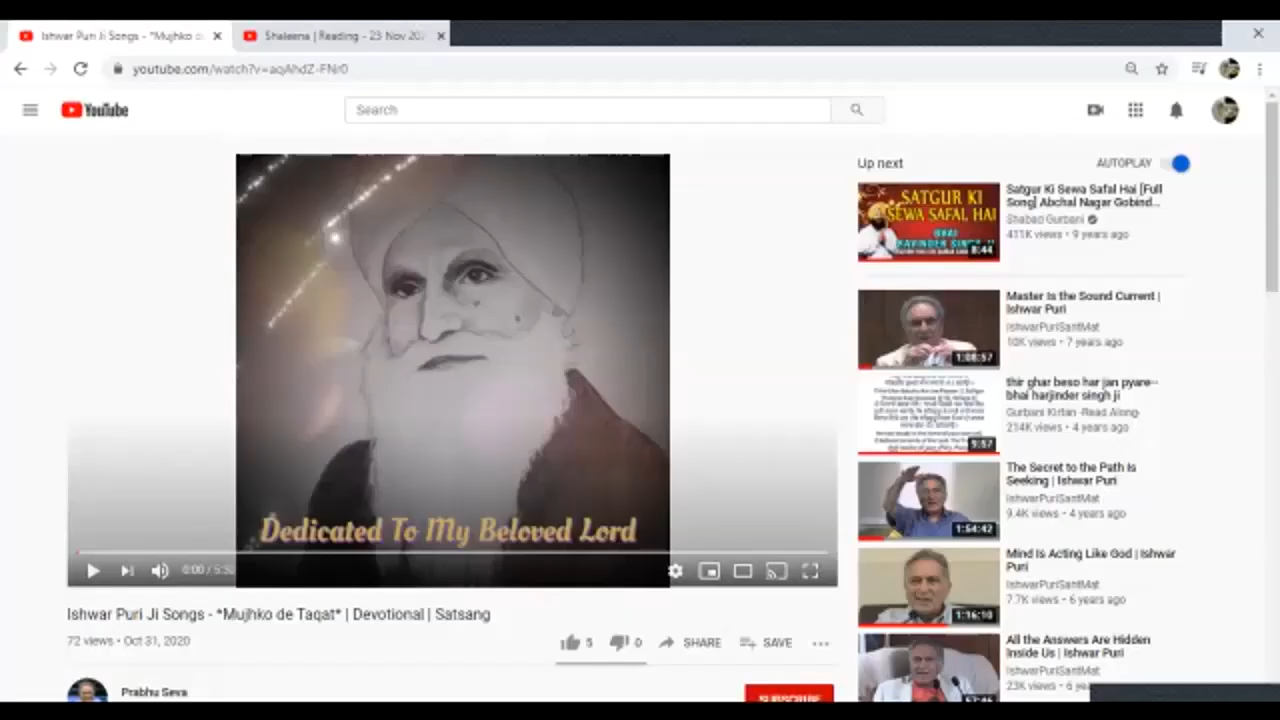 Ishwar Puri Ji Songs - *Mujhko d
Shaleena | Reading - 23 Nov 202
youtube.com/watch?v=aqAhdZ-FNr0
YouTube
Search
Dedicated To My Beloved Lord
0:00 / 5:30
Ishwar Puri Ji Songs - *Mujhko de Taqat* | Devotional | Satsang
72 views • Oct 31, 2020
5
0
SHARE
SAVE
Prabhu Seva
SUBSCRIBE
Up next
AUTOPLAY
SATGUR KI
SEWA SAFAL HAI
BHAI
8:44
Satgur Ki Sewa Safal Hai [Full
Song] Abchal Nagar Gobind...
Shabad Gurbani
411K views • 9 years ago
1:08:57
Master Is the Sound Current |
Ishwar Puri
IshwarPuriSantMat
10K views • 7 years ago
9:57
thir ghar beso har jan pyare--
bhai harjinder singh ji
Gurbani Kirtan -Read Along-
214K views • 4 years ago
1:54:42
The Secret to the Path Is
Seeking | Ishwar Puri
IshwarPuriSantMat
9.4K views • 4 years ago
1:16:10
Mind Is Acting Like God | Ishwar
Puri
IshwarPuriSantMat
7.7K views • 6 years ago
All the Answers Are Hidden
Inside Us | Ishwar Puri
IshwarPuriSantMat
23K views • 6 ye